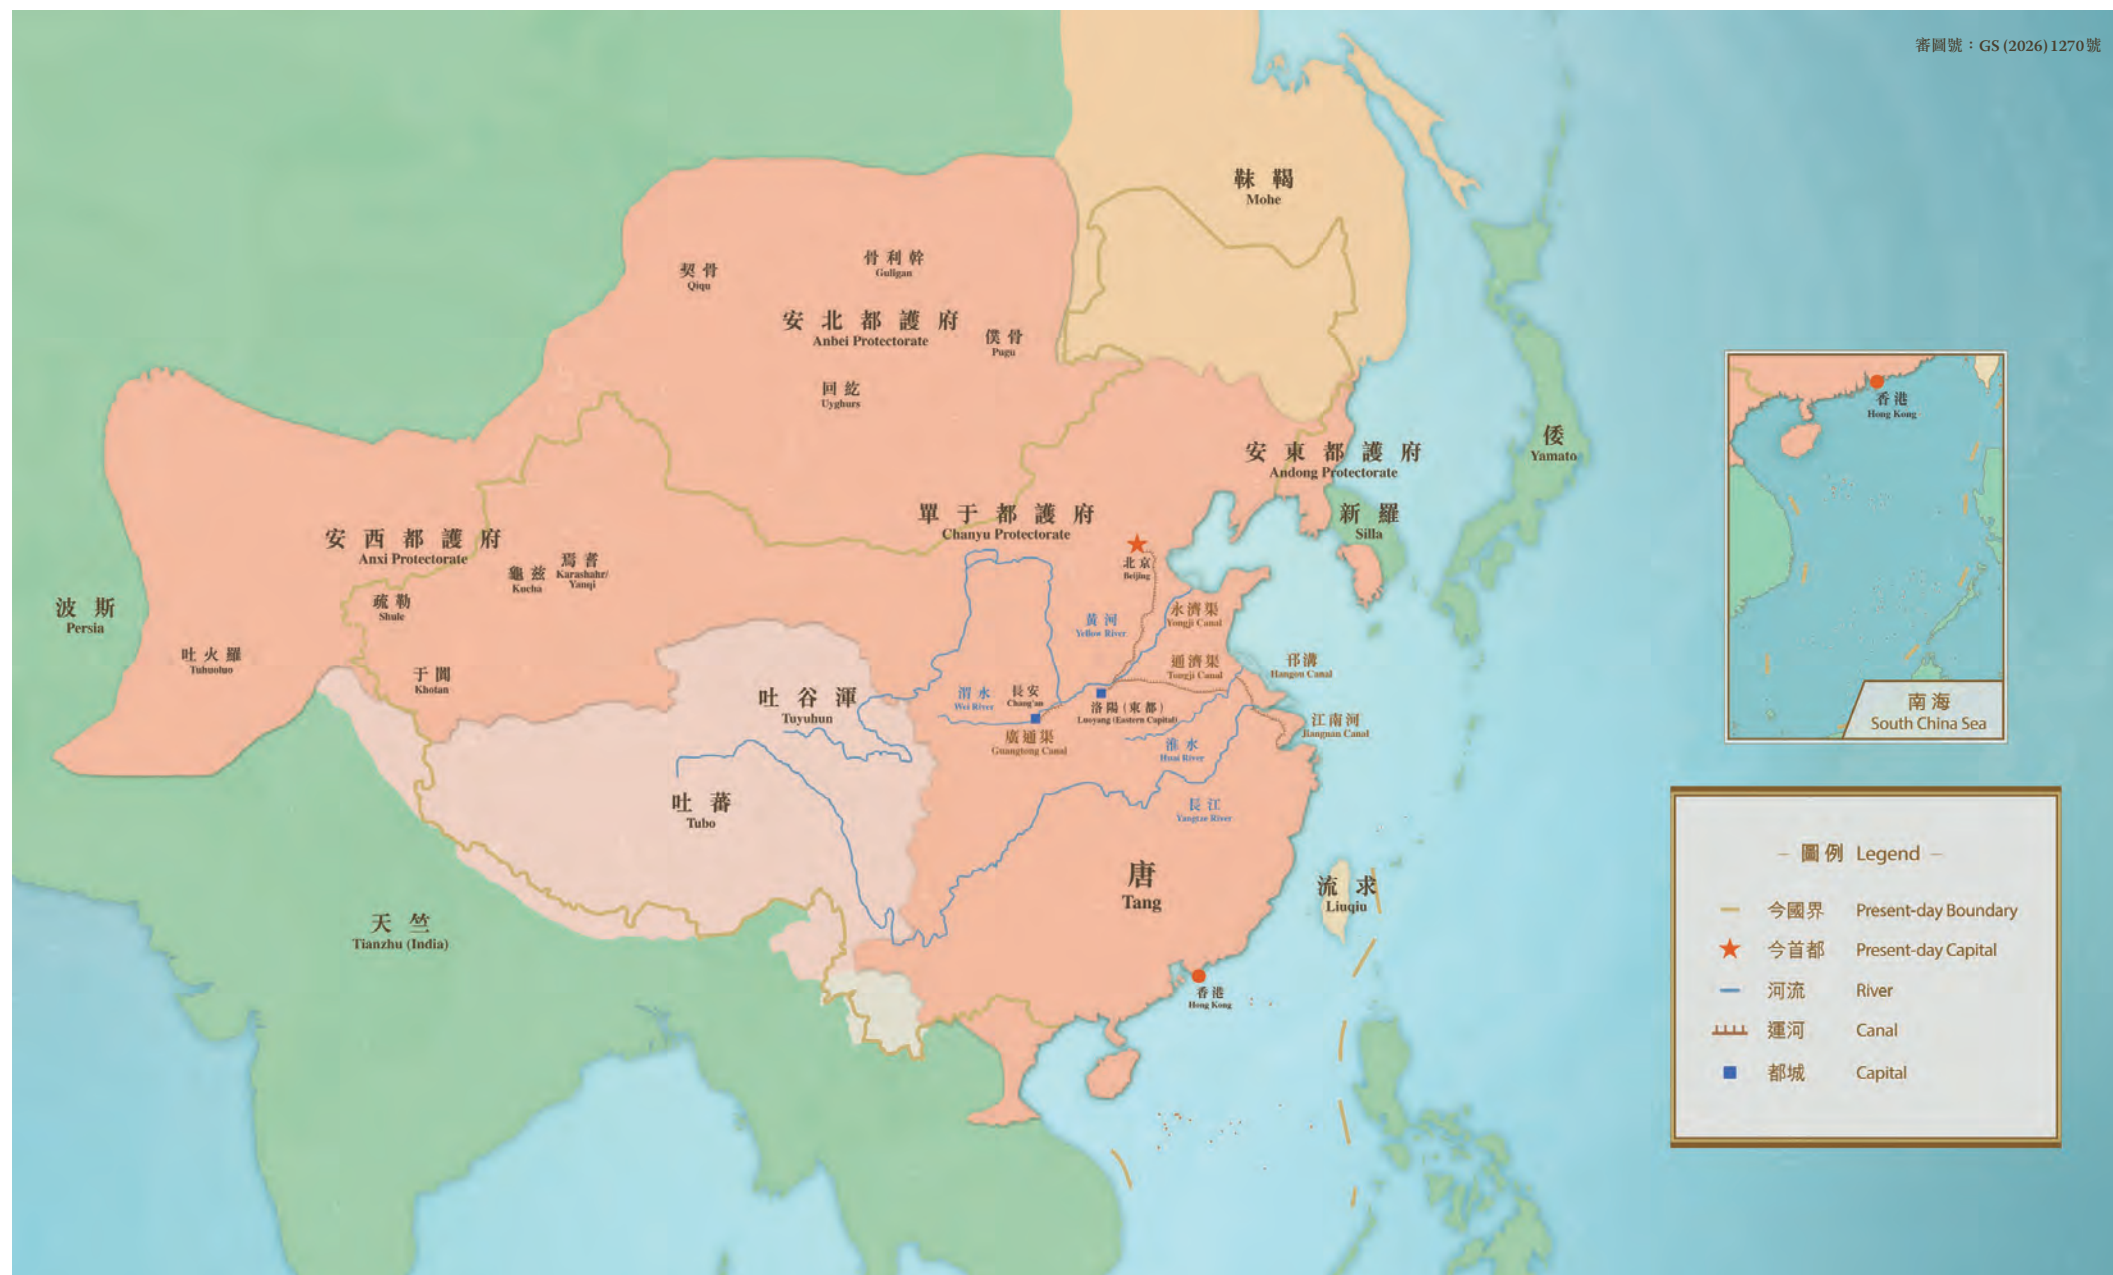 審圖號：GS (2026) 1270號
靺鞨
Mohe
契骨
Qiqu
骨利幹
Guligan
安北都護府
Anbei Protectorate
僕骨
Pugu
回紇
Uyghurs
安東都護府
Andong Protectorate
倭
Yamato
新羅
Silla
單于都護府
Chanyu Protectorate
安西都護府
Anxi Protectorate
龜茲
Kucha
焉耆
Karashahr/
Yanqi
北京
Beijing
疏勒
Shule
波斯
Persia
吐火羅
Tuhuoluo
于闐
Khotan
黃河
Yellow River
永濟渠
Yongji Canal
通濟渠
Tongji Canal
邗溝
Hangou Canal
吐谷渾
Tuyuhun
渭水
Wei River
長安
Chang'an
洛陽（東都）
Luoyang (Eastern Capital)
廣通渠
Guangtong Canal
江南河
Jiangnan Canal
淮水
Huai River
吐蕃
Tubo
長江
Yangtze River
唐
Tang
流求
Liuqiu
天竺
Tianzhu (India)
香港
Hong Kong
香港
Hong Kong
南海
South China Sea
– 圖例 Legend –
今國界 Present-day Boundary
今首都 Present-day Capital
河流 River
運河 Canal
都城 Capital